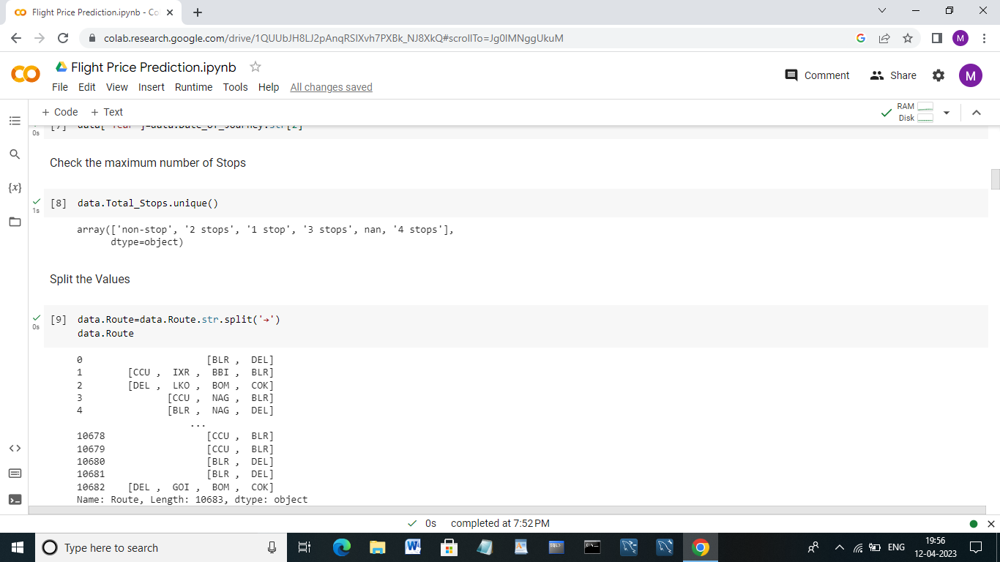 Flight Price Prediction.ipynb - Co
colab.research.google.com/drive/1QUUbJH8LJ2pAnqRSIXvh7PXBk_NJ8XkQ#scrollTo=Jg0lMNggUkuM
M
Flight Price Prediction.ipynb
File Edit View Insert Runtime Tools Help All changes saved
Comment Share M
+ Code + Text
RAM
Disk
0s [7] data["Year"]=data.Date_of_Journey.str[2]
Check the maximum number of Stops
1s [8] data.Total_Stops.unique()
array(['non-stop', '2 stops', '1 stop', '3 stops', nan, '4 stops'],
dtype=object)
Split the Values
0s [9] data.Route=data.Route.str.split('→')
data.Route
0 [BLR , DEL]
1 [CCU , IXR , BBI , BLR]
2 [DEL , LKO , BOM , COK]
3 [CCU , NAG , BLR]
4 [BLR , NAG , DEL]
...
10678 [CCU , BLR]
10679 [CCU , BLR]
10680 [BLR , DEL]
10681 [BLR , DEL]
10682 [DEL , GOI , BOM , COK]
Name: Route, Length: 10683, dtype: object
0s completed at 7:52 PM
Type here to search
ENG
19:56
12-04-2023